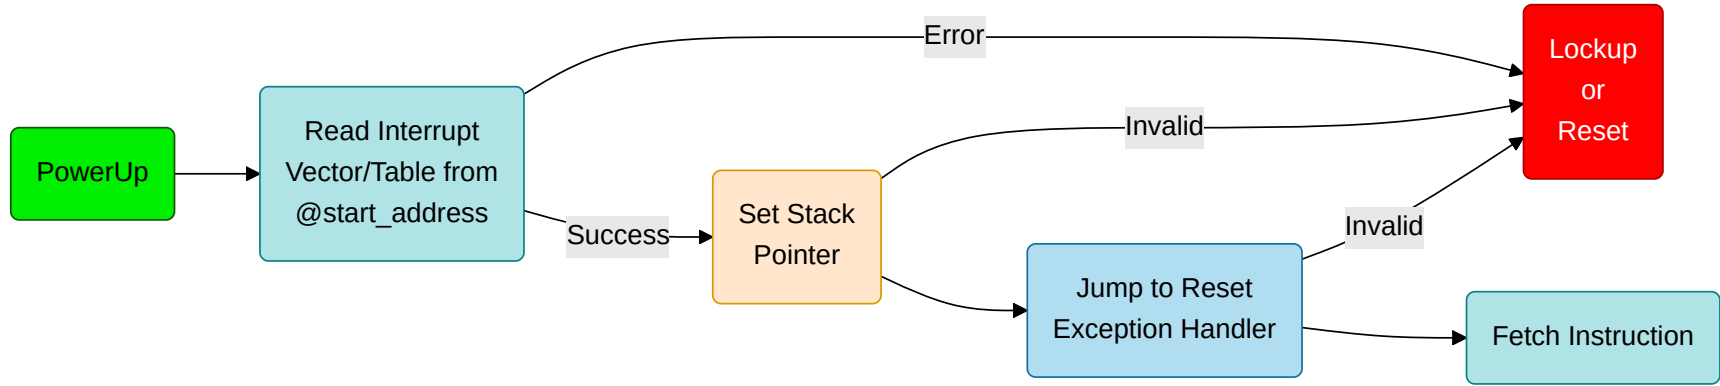 PowerUp
Read Interrupt
Vector/Table from
@start_address
Error
Success
Set Stack
Pointer
Invalid
Jump to Reset
Exception Handler
Invalid
Lockup
or
Reset
Fetch Instruction